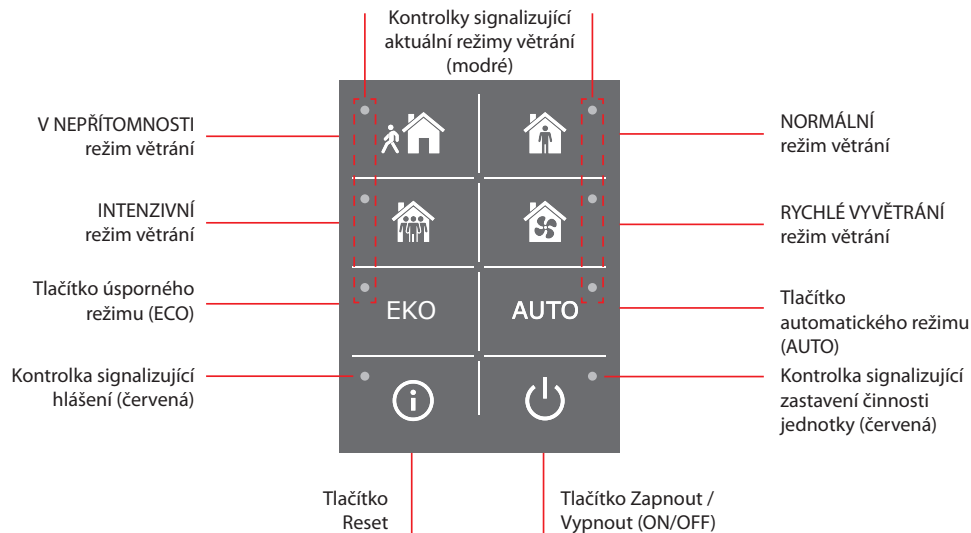 Kontrolky signalizující
aktuální režimy větrání
(modré)
V NEPŘÍTOMNOSTI
režim větrání
NORMÁLNÍ
režim větrání
INTENZIVNÍ
režim větrání
RYCHLÉ VYVĚTRÁNÍ
režim větrání
Tlačítko úsporného
režimu (ECO)
EKO
AUTO
Tlačítko
automatického režimu
(AUTO)
Kontrolka signalizující
hlášení (červená)
Kontrolka signalizující
zastavení činnosti
jednotky (červená)
Tlačítko
Reset
Tlačítko Zapnout /
Vypnout (ON/OFF)